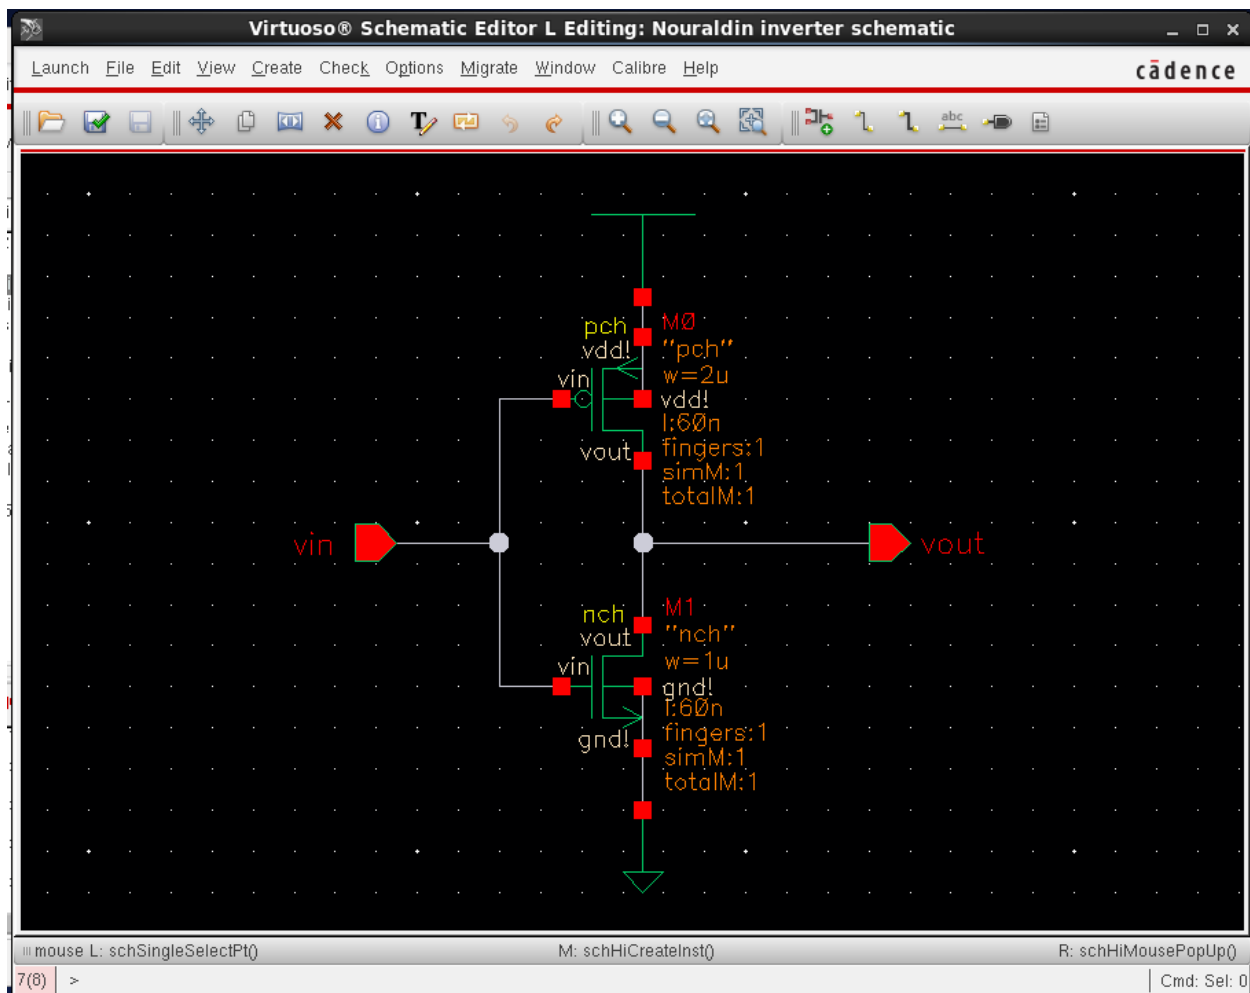 Virtuoso® Schematic Editor L Editing: Nouraldin inverter schematic
Launch File Edit View Create Check Options Migrate Window Calibre Help
cādence
abc
pch
M0
vdd!
"pch"
w=2u
vin
vdd!
l:60n
vout
fingers:1
simM:1
totalM:1
vin
vout
nch
M1
vout
"nch"
w=1u
vin
gnd!
l:60n
gnd!
fingers:1
simM:1
totalM:1
mouse L: schSingleSelectPt() M: schHiCreateInst() R: schHiMousePopUp()
7(8) > Cmd: Sel: 0